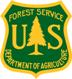 FOREST SERVICE
U S
DEPARTMENT OF AGRICULTURE